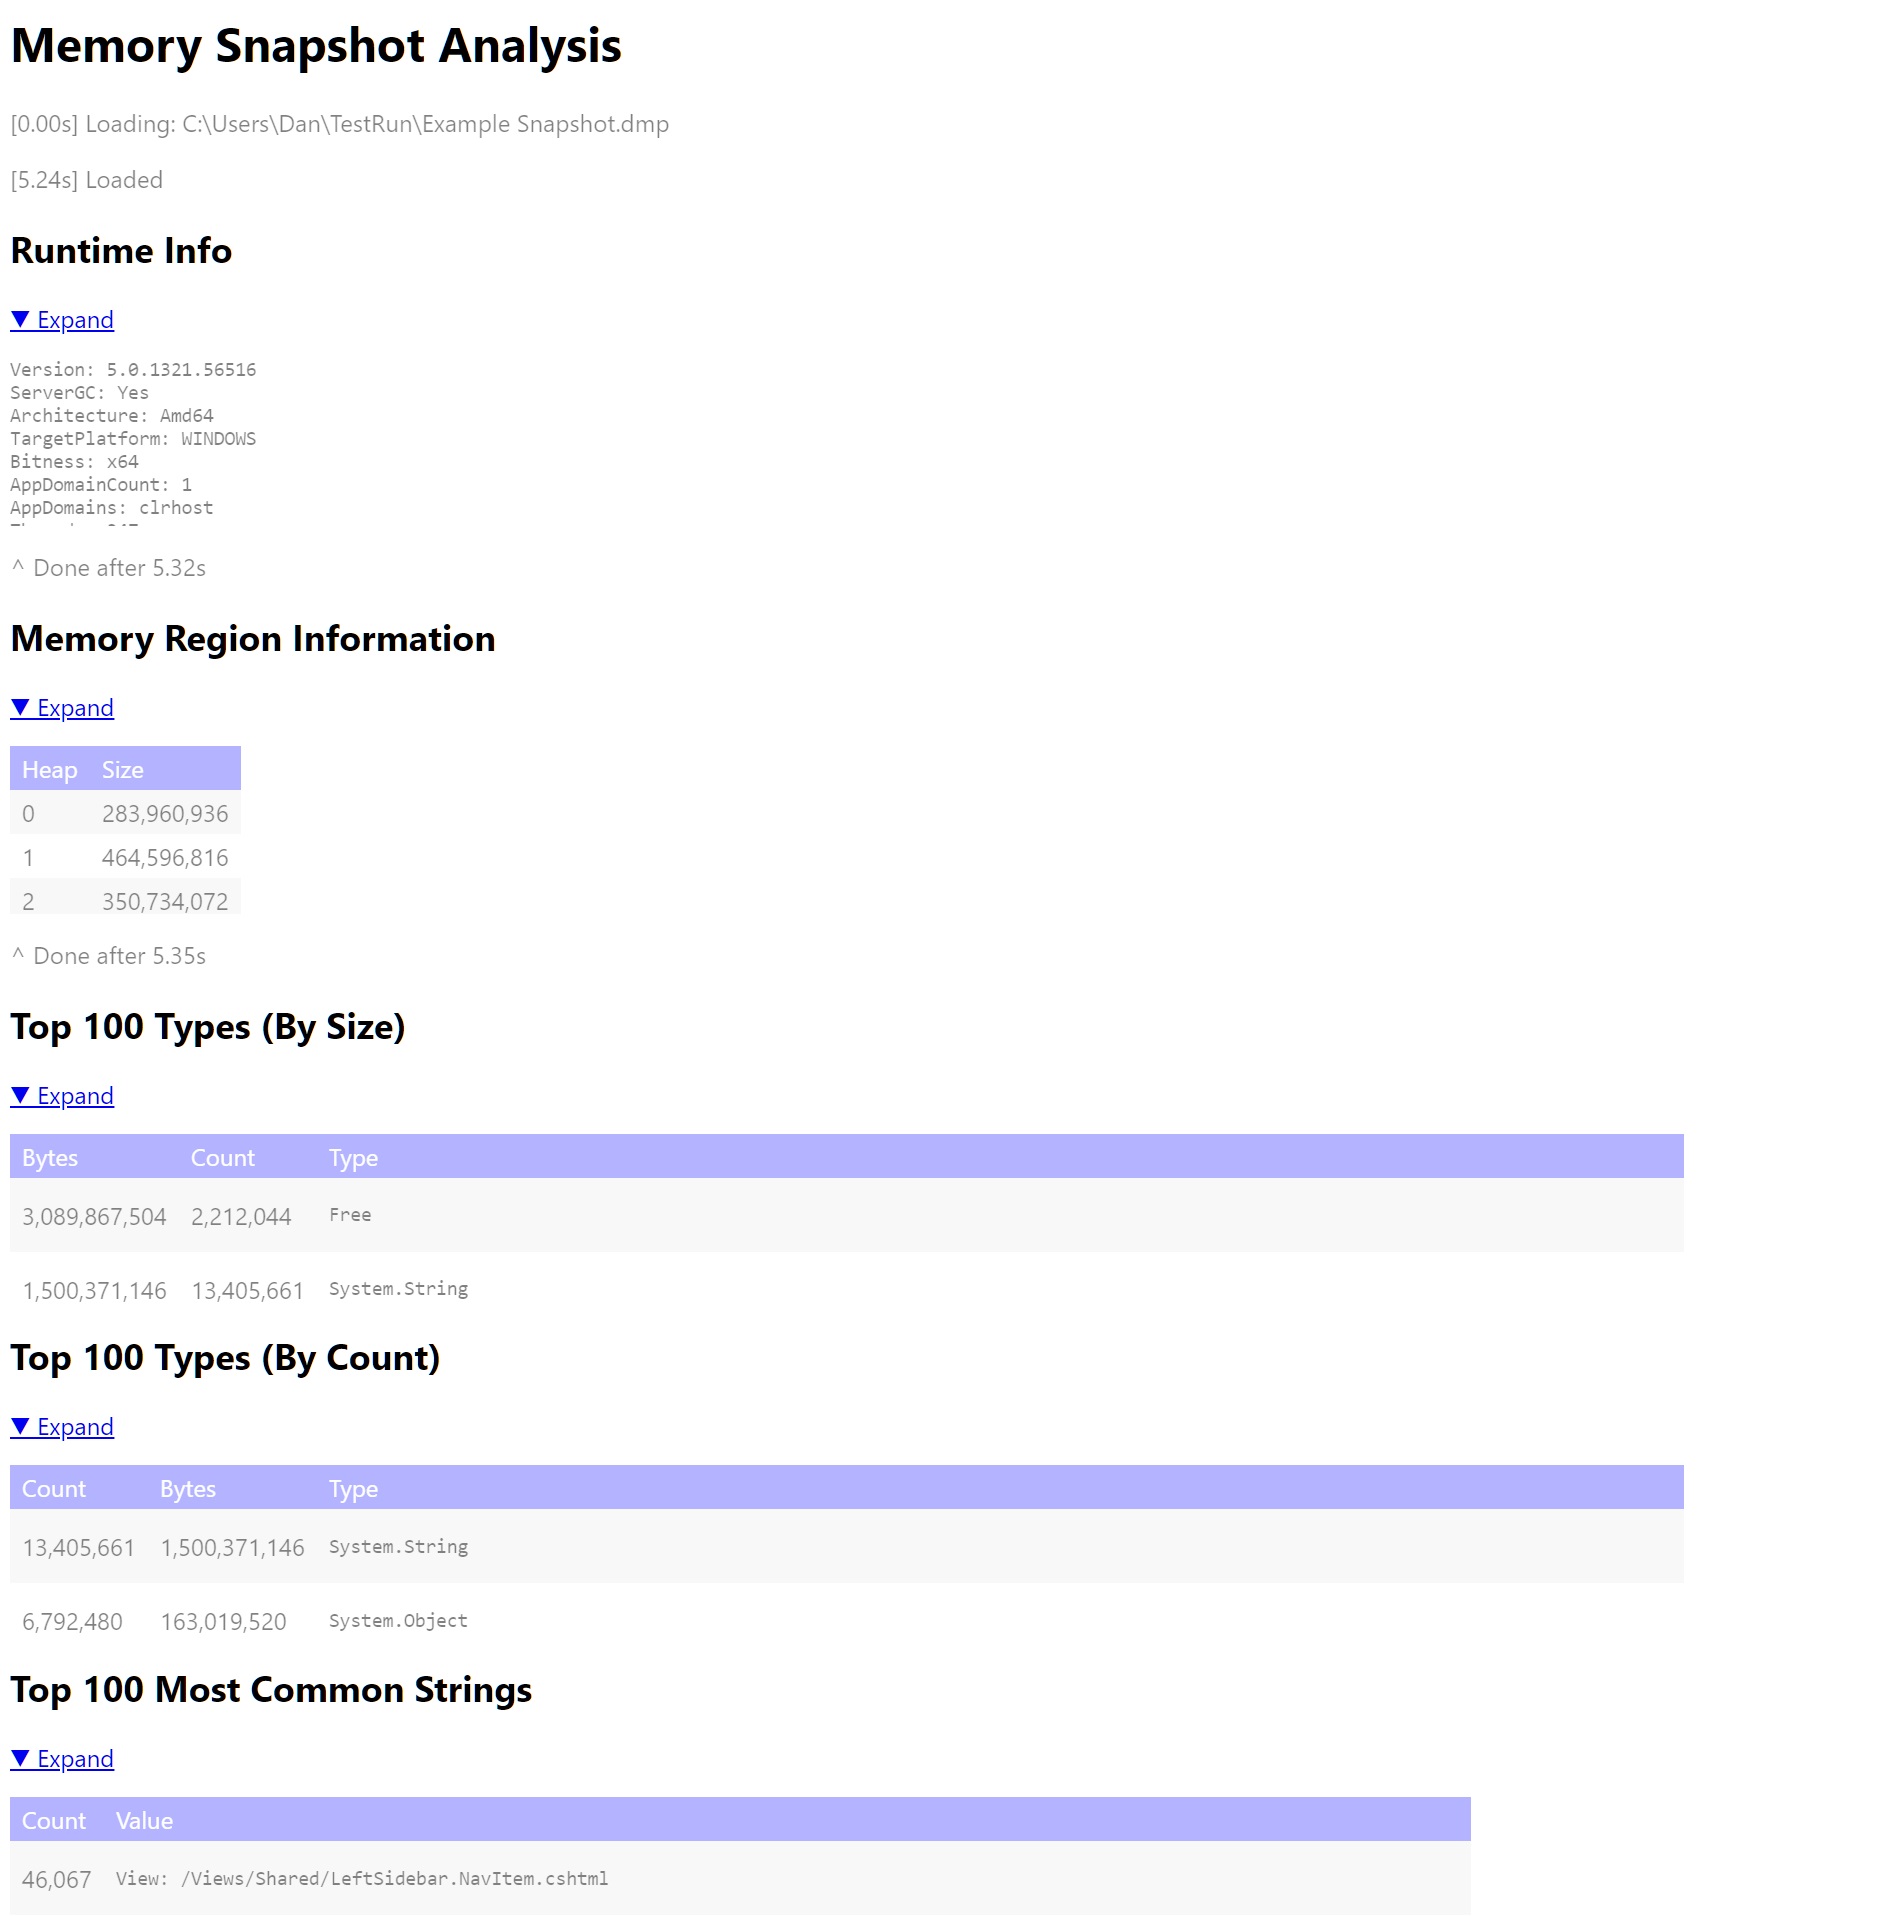 Memory Snapshot Analysis
[0.00s] Loading: C:\Users\Dan\TestRun\Example Snapshot.dmp
[5.24s] Loaded
Runtime Info
▼ Expand
Version: 5.0.1321.56516
ServerGC: Yes
Architecture: Amd64
TargetPlatform: WINDOWS
Bitness: x64
AppDomainCount: 1
AppDomains: clrhost
^ Done after 5.32s
Memory Region Information
▼ Expand
Heap Size
0 283,960,936
1 464,596,816
2 350,734,072
^ Done after 5.35s
Top 100 Types (By Size)
▼ Expand
Bytes Count Type
3,089,867,504 2,212,044 Free
1,500,371,146 13,405,661 System.String
Top 100 Types (By Count)
▼ Expand
Count Bytes Type
13,405,661 1,500,371,146 System.String
6,792,480 163,019,520 System.Object
Top 100 Most Common Strings
▼ Expand
Count Value
46,067 View: /Views/Shared/LeftSidebar.NavItem.cshtml